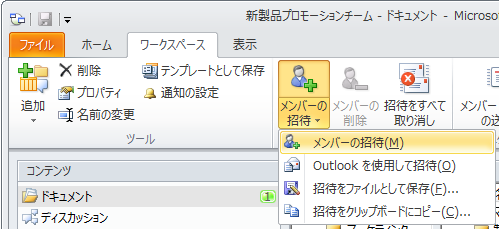 新製品プロモーションチーム - ドキュメント - Microso
ファイル ホーム ワークスペース 表示
追加
削除
プロパティ
名前の変更
テンプレートとして保存
通知の設定
ツール
メンバーの
招待
メンバーの
削除
招待をすべて
取り消し
メンバー
の送
メンバーの招待(M)
Outlook を使用して招待(O)
招待をファイルとして保存(F)...
招待をクリップボードにコピー(C)...
コンテンツ
ドキュメント 1
ディスカッション